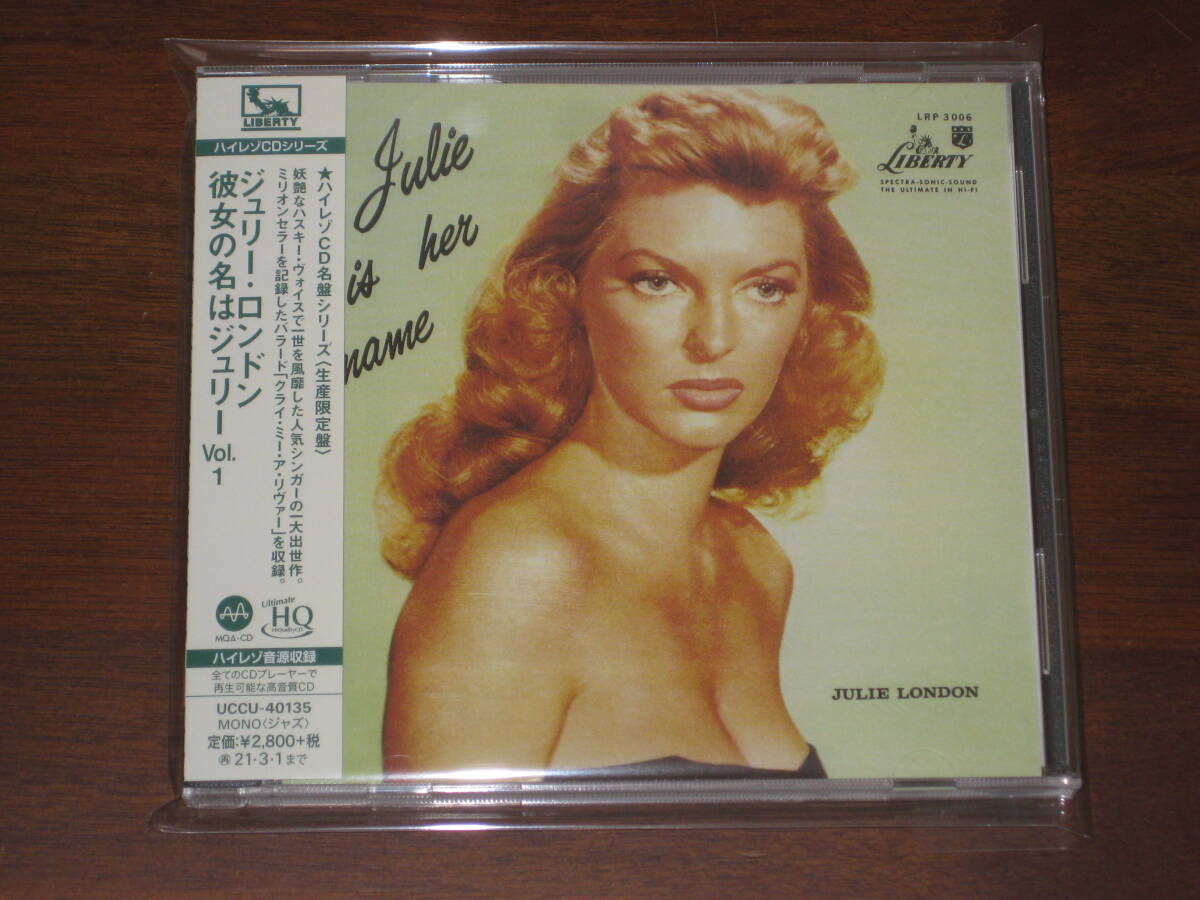 LIBERTY
ハイレゾCDシリーズ
★ハイレゾCD名盤シリーズ〈生産限定盤〉
妖艶なハスキー・ヴォイスで一世を風靡した人気シンガーの一大出世作。
ミリオンセラーを記録したバラード「クライ・ミー・ア・リヴァー」を収録。
ジュリー・ロンドン
彼女の名はジュリー Vol. 1
MQA-CD
Ultimate
HQ
HiQualityCD
ハイレゾ音源収録
全てのCDプレーヤーで
再生可能な高音質CD
UCCU-40135
MONO〈ジャズ〉
定価:¥2,800+税
再 21・3・1まで
Julie
is her
name
LRP 3006
LIBERTY
SPECTRA-SONIC-SOUND
THE ULTIMATE IN HI-FI
JULIE LONDON